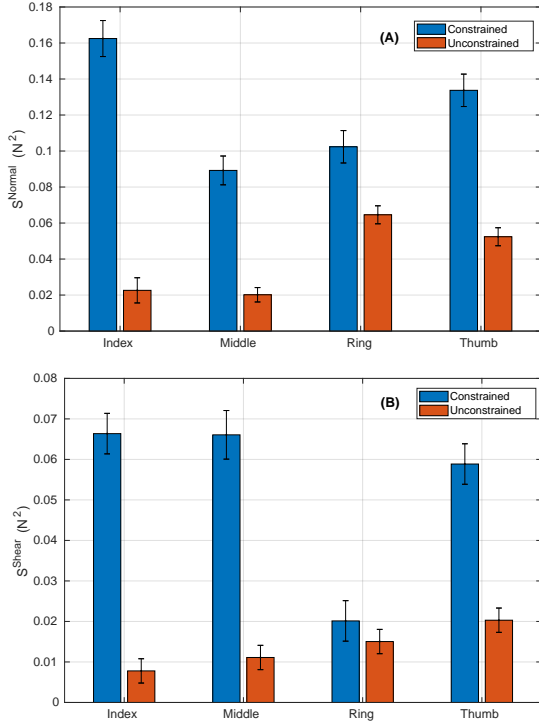 0.18
0.16
0.14
0.12
0.1
0.08
0.06
0.04
0.02
0
S^Normal (N^2)
(A)
Constrained
Unconstrained
Index Middle Ring Thumb
0.08
0.07
0.06
0.05
0.04
0.03
0.02
0.01
0
S^Shear (N^2)
(B)
Constrained
Unconstrained
Index Middle Ring Thumb